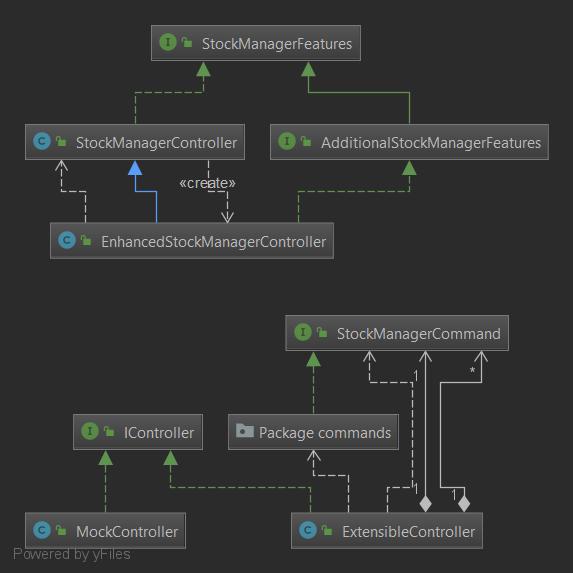 I StockManagerFeatures
C StockManagerController
I AdditionalStockManagerFeatures
«create»
C EnhancedStockManagerController
I StockManagerCommand
1
*
I IController
Package commands
1
1
C MockController
C ExtensibleController
Powered by yFiles